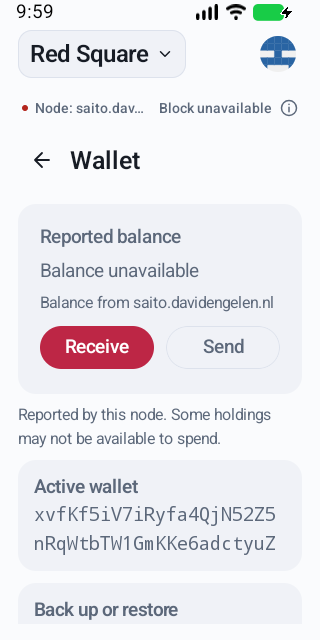 9:59
Red Square
Node: saito.dav... Block unavailable
Wallet
Reported balance
Balance unavailable
Balance from saito.davidengelen.nl
Receive Send
Reported by this node. Some holdings
may not be available to spend.
Active wallet
xvfKf5iV7iRyfa4QjN52Z5
nRqWtbTW1GmKKe6adctyuZ
Back up or restore